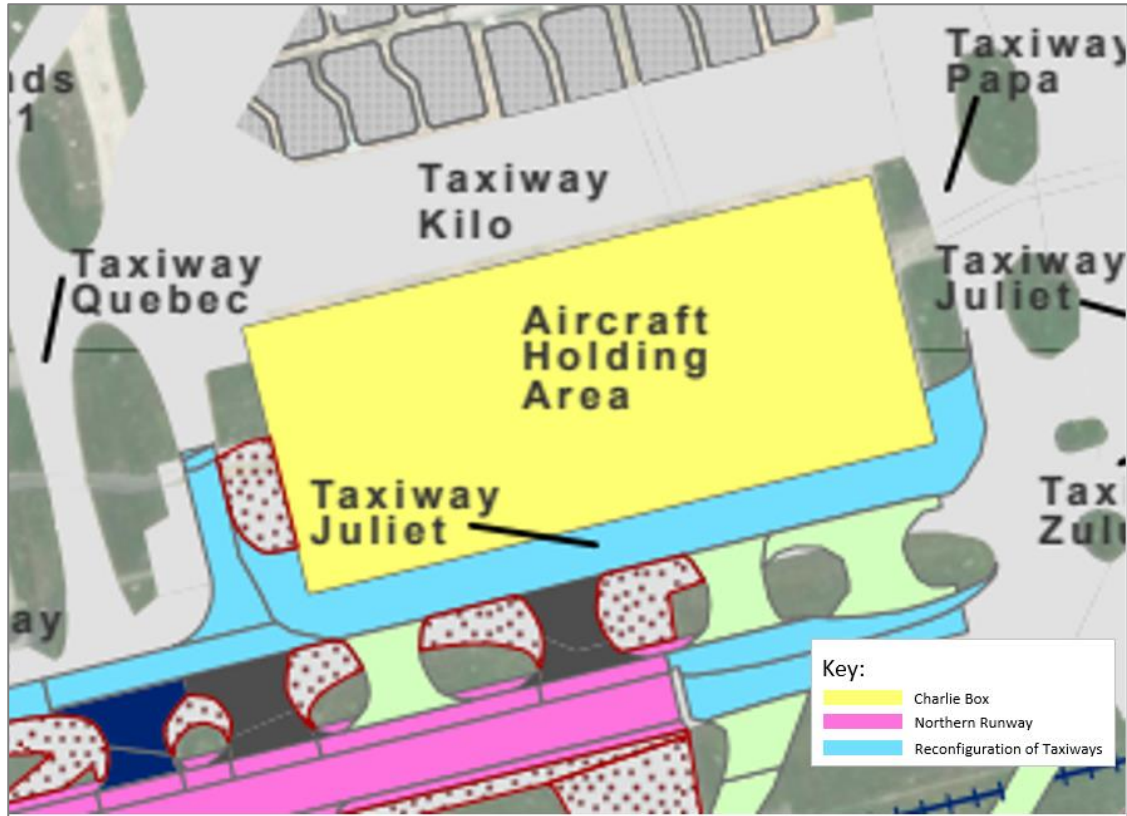 Taxiway
Papa
Taxiway
Kilo
Taxiway
Quebec
Taxiway
Juliet
Aircraft
Holding
Area
Taxiway
Juliet
Key:
Charlie Box
Northern Runway
Reconfiguration of Taxiways